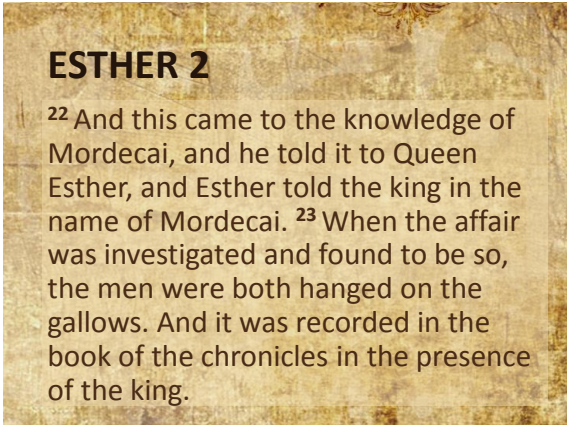 ESTHER 2
22 And this came to the knowledge of
Mordecai, and he told it to Queen
Esther, and Esther told the king in the
name of Mordecai. 23 When the affair
was investigated and found to be so,
the men were both hanged on the
gallows. And it was recorded in the
book of the chronicles in the presence
of the king.